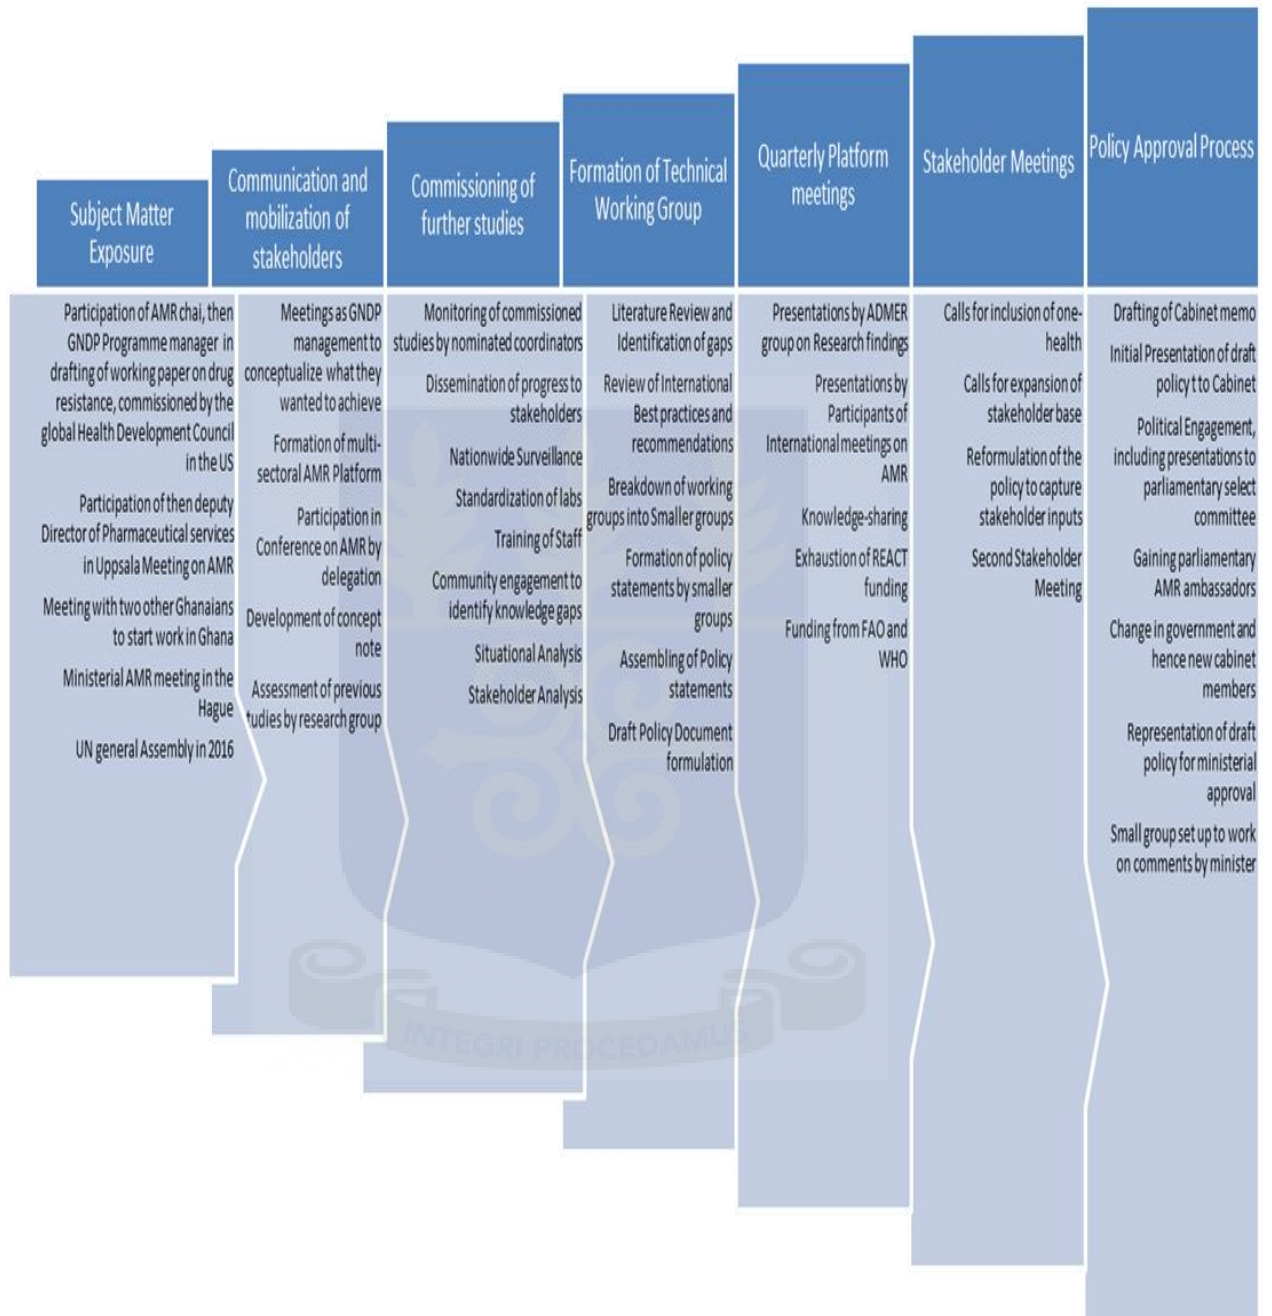 Subject Matter
Exposure
Participation of AMR chai, then
GNDP Programme manager in
drafting of working paper on drug
resistance, commissioned by the
global Health Development Council
in the US
Participation of then deputy
Director of Pharmaceutical services
in Uppsala Meeting on AMR
Meeting with two other Ghanaians
to start work in Ghana
Ministerial AMR meeting in the
Hague
UN general Assembly in 2016
Communication and
mobilization of
stakeholders
Meetings as GNDP
management to
conceptualize what they
wanted to achieve
Formation of multi-
sectoral AMR Platform
Participation in
Conference on AMR by
delegation
Development of concept
note
Assessment of previous
tudies by research group
Commissioning of
further studies
Monitoring of commissioned
studies by nominated coordinators
Dissemination of progress to
stakeholders
Nationwide Surveillance
Standardization of labs
Training of Staff
Community engagement to
identify knowledge gaps
Situational Analysis
Stakeholder Analysis
Formation of Technical
Working Group
Literature Review and
Identification of gaps
Review of International
Best practices and
recommendations
Breakdown of working
groups into Smaller groups
Formation of policy
statements by smaller
groups
Assembling of Policy
statements
Draft Policy Document
formulation
Quarterly Platform
meetings
Presentations by ADMER
group on Research findings
Presentations by
Participants of
International meetings on
AMR
Knowledge-sharing
Exhaustion of REACT
funding
Funding from FAO and
WHO
Stakeholder Meetings
Calls for inclusion of one-
health
Calls for expansion of
stakeholder base
Reformulation of the
policy to capture
stakeholder inputs
Second Stakeholder
Meeting
Policy Approval Process
Drafting of Cabinet memo
Initial Presentation of draft
policy t to Cabinet
Political Engagement,
including presentations to
parliamentary select
committee
Gaining parliamentary
AMR ambassadors
Change in government and
hence new cabinet
members
Representation of draft
policy for ministerial
approval
Small group set up to work
on comments by minister
INTEGRI PROCEDAMUS